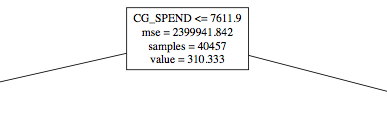 CG_SPEND <= 7611.9
mse = 2399941.842
samples = 40457
value = 310.333